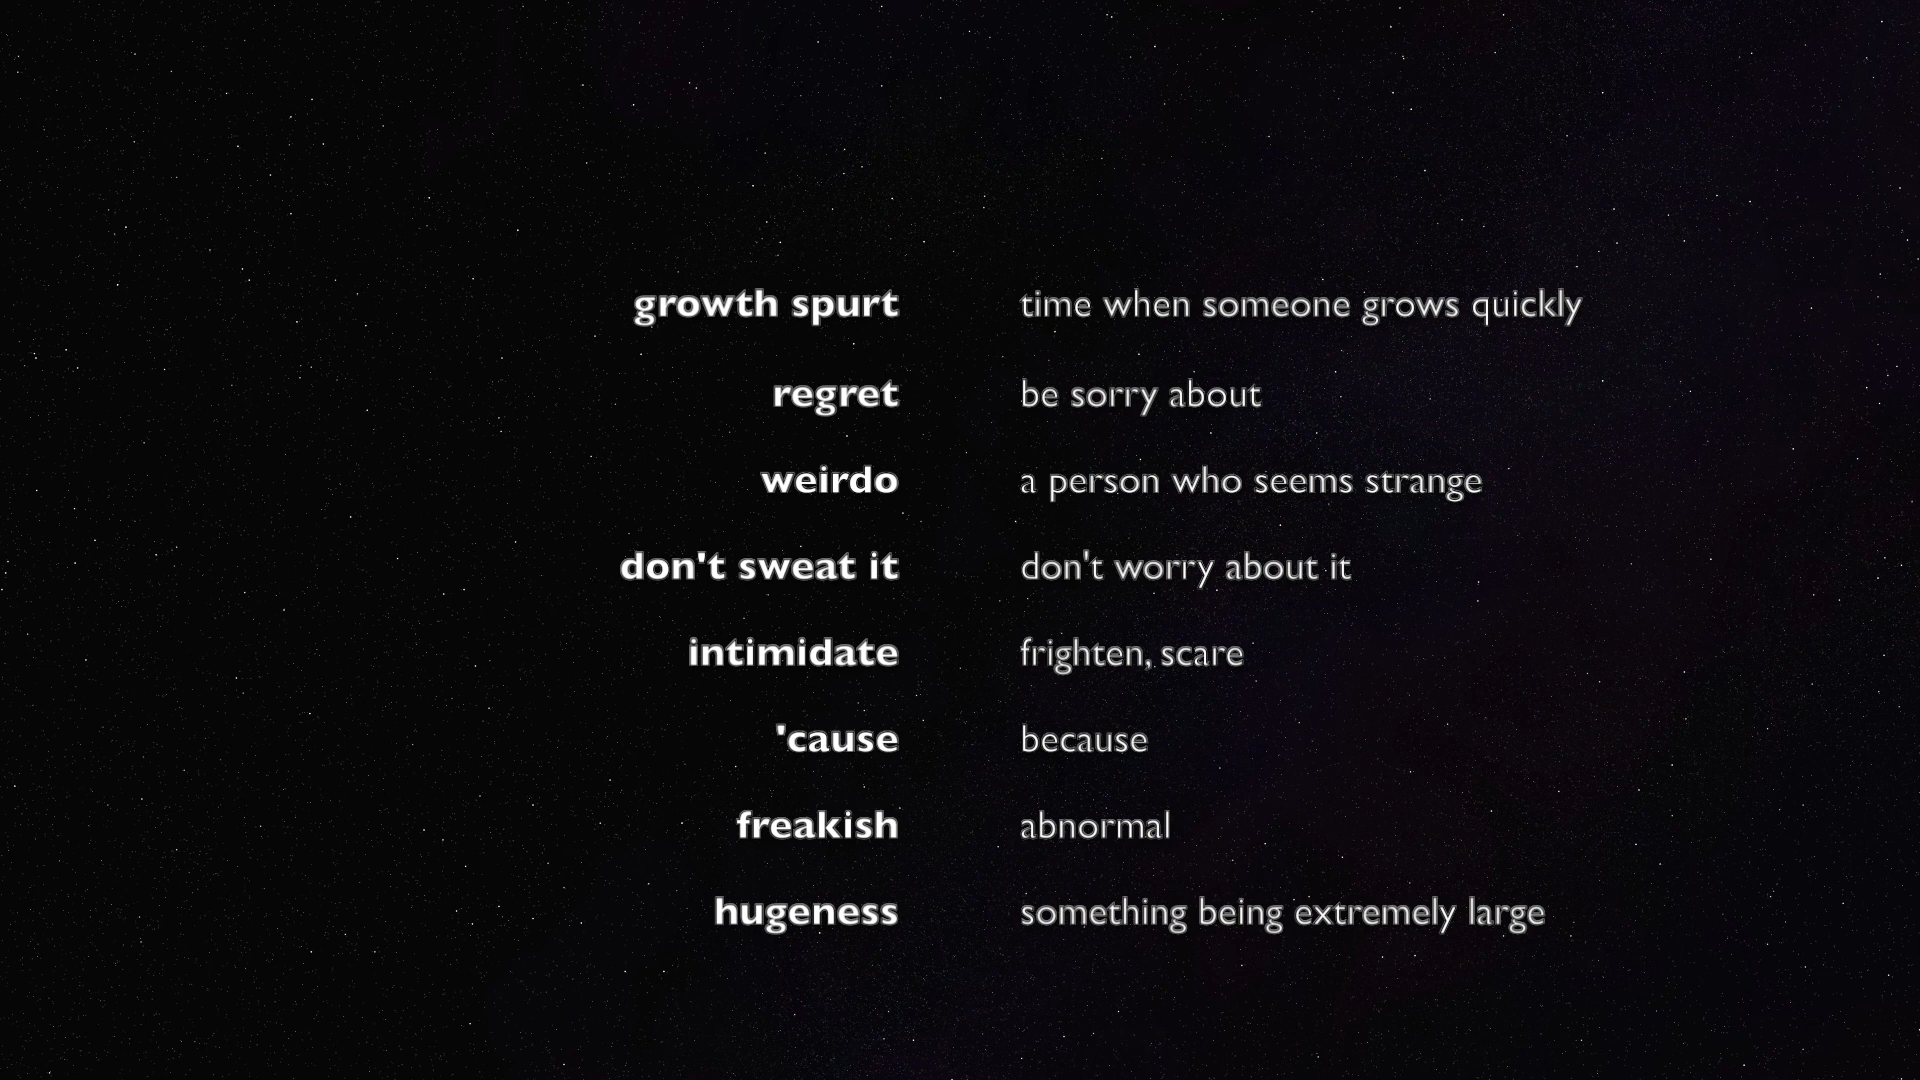 growth spurt time when someone grows quickly
regret be sorry about
weirdo a person who seems strange
don't sweat it don't worry about it
intimidate frighten, scare
'cause because
freakish abnormal
hugeness something being extremely large